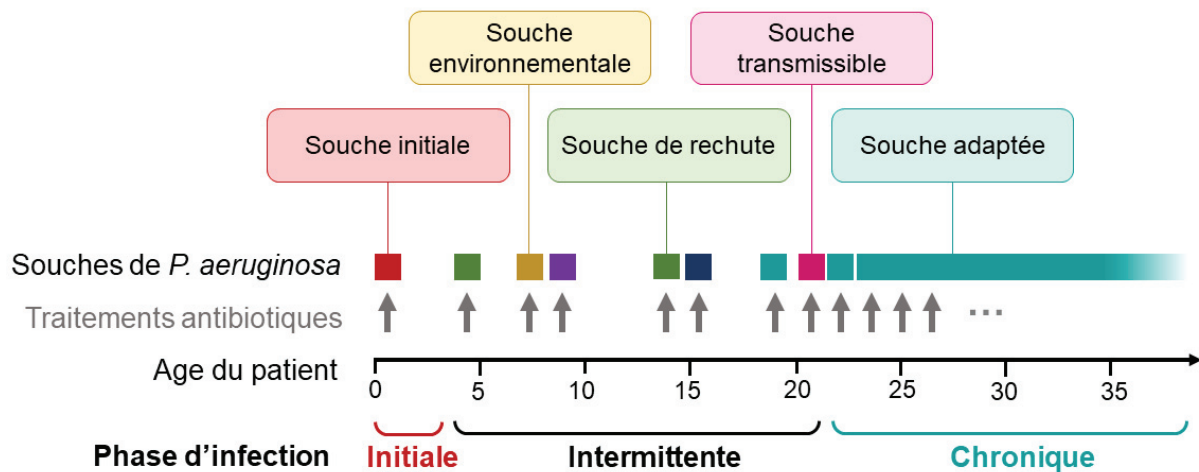 Souche
environnementale
Souche
transmissible
Souche initiale
Souche de rechute
Souche adaptée
Souches de P. aeruginosa
Traitements antibiotiques
...
Age du patient
0 5 10 15 20 25 30 35
Phase d'infection Initiale Intermittente Chronique